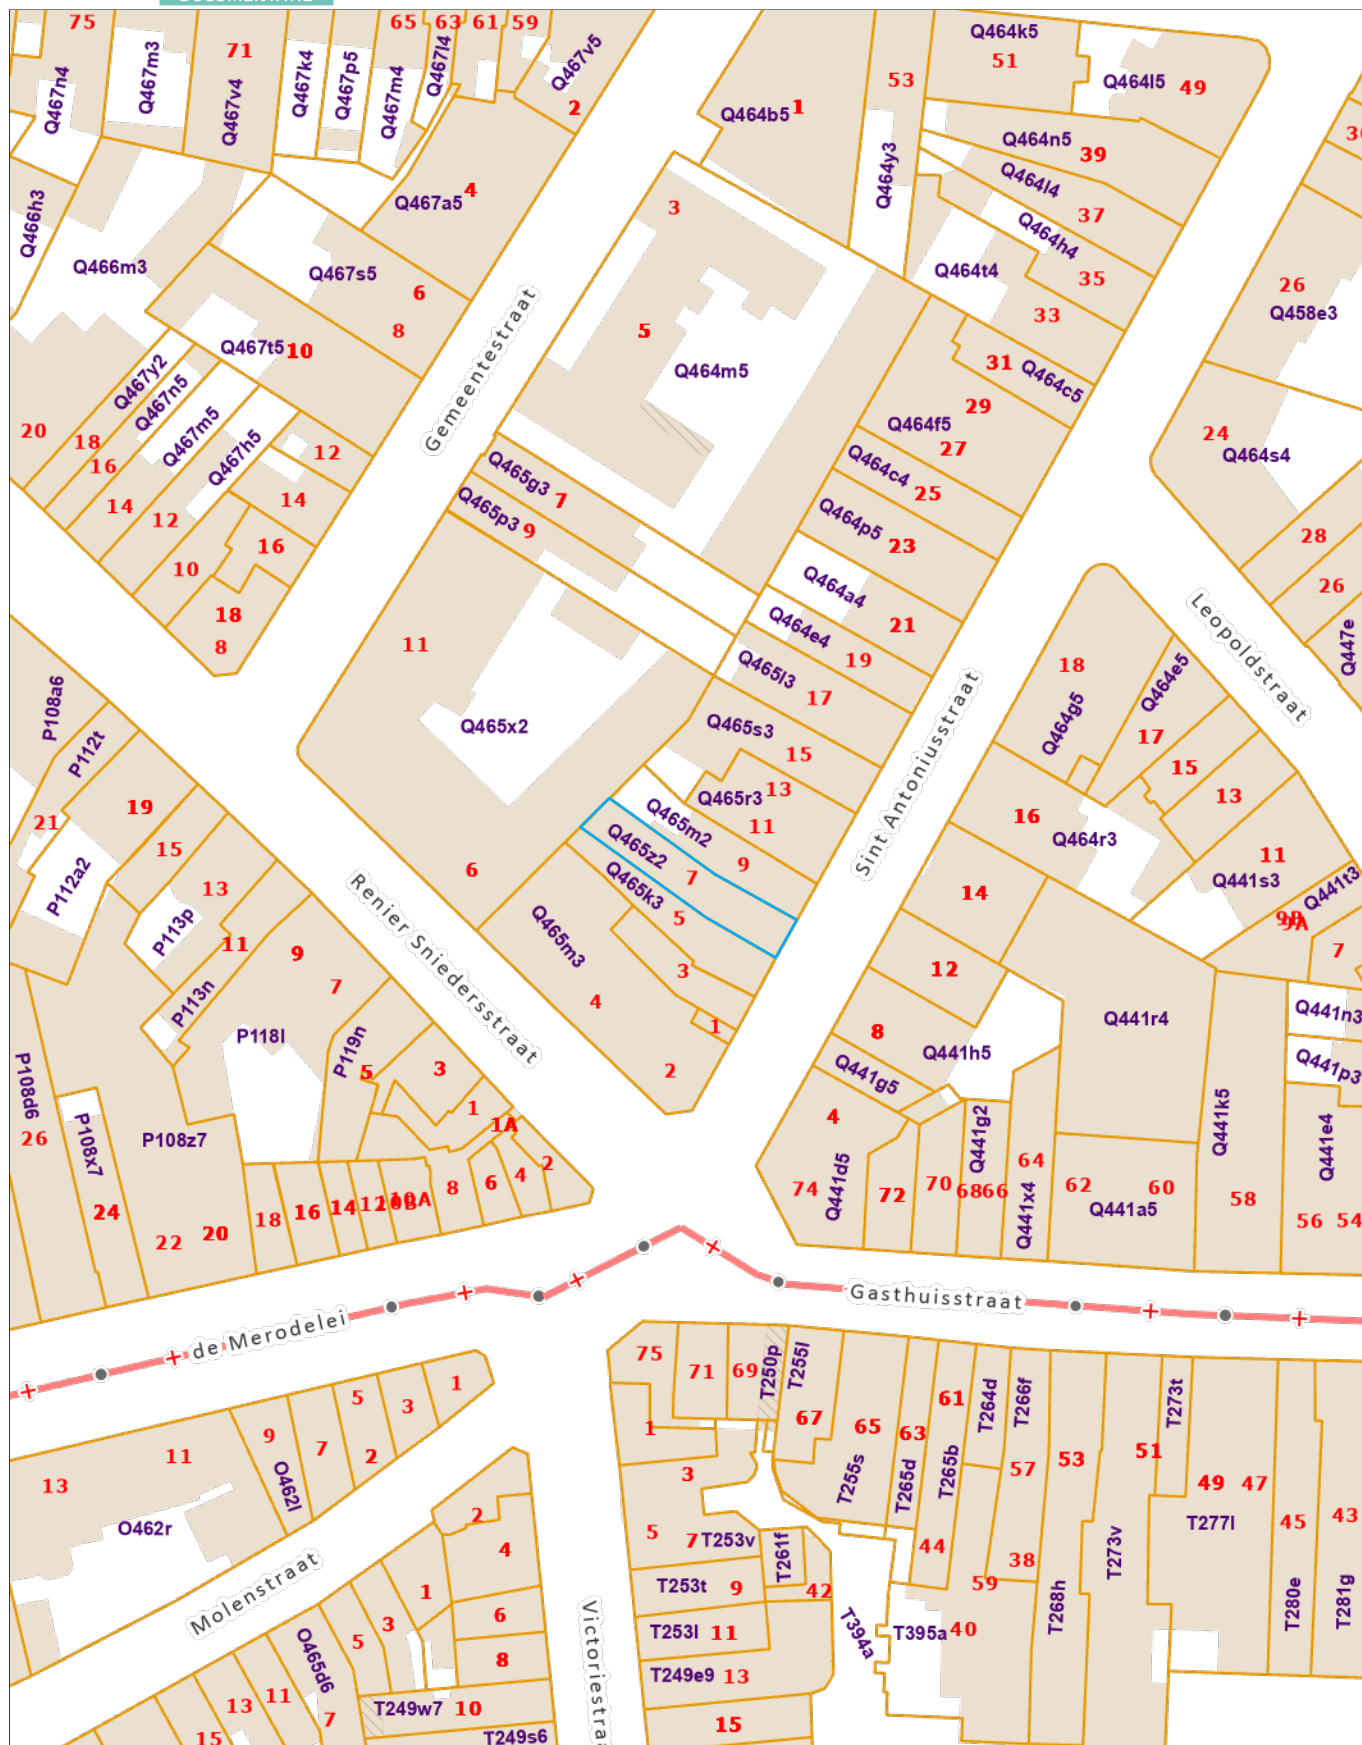 75
Q467n4
Q467m3
71
Q467v4
Q467k4
Q467p5
65
Q467m4
63
Q467l4
61
59
Q467v5
2
Q464b5
1
53
Q464y3
Q464k5
51
Q464l5
49
Q464n5
39
Q464l4
37
Q464h4
35
Q464t4
33
Q466h3
Q466m3
Q467a5
4
3
Q467s5
6
8
26
Q458e3
Q467t5
10
5
Q464m5
31
Q464c5
29
Q464f5
27
Gemeentestraat
Q467y2
Q467n5
Q467m5
Q467h5
20
18
16
14
12
10
12
14
16
18
8
24
Q464s4
Q465g3
7
Q465p3
9
Q464c4
25
Q464p5
23
Q464a4
21
Q464e4
19
28
26
Q447e
Leopoldstraat
11
Q465x2
Q465l3
17
Q465s3
15
13
Q465r3
11
Q465m2
9
Q465z2
7
Q465k3
5
Sint Antoniusstraat
18
Q464g5
Q464e5
17
15
13
11
16
Q464r3
Q441s3
Q441t3
9B
9A
7
P108a6
P112t
19
21
15
P112a2
13
P113p
11
P113n
9
7
6
Renier Sniedersstraat
Q465m3
4
3
1
2
14
12
8
Q441h5
Q441r4
Q441n3
Q441p3
Q441g5
P118l
P119n
5
3
1
1A
P108d6
26
P108x7
24
P108z7
22
20
18
16
14
12
8
6
4
2
4
74
Q441d5
72
70
Q441g2
68
66
64
Q441x4
62
Q441a5
60
Q441k5
58
Q441e4
56
54
Gasthuisstraat
de Merodelei
75
71
69
T250p
T255l
67
65
T255s
63
T265d
61
T265b
T264d
T266f
57
53
51
T273t
49
47
T277l
45
43
1
3
5
7
T253v
T261f
42
44
59
38
40
T268h
T273v
T280e
T281g
T253t
9
T253l
11
T249e9
13
15
T394a
T395a
1
3
5
2
7
9
O462l
11
13
O462r
Molenstraat
2
4
1
3
5
6
8
O465d6
7
11
13
15
T249w7
10
T249s6